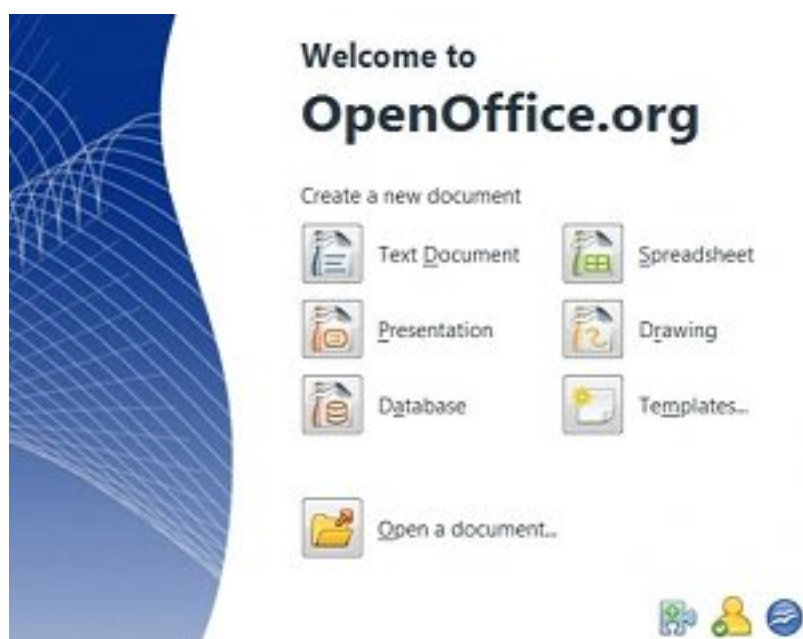 Welcome to
OpenOffice.org
Create a new document
Text Document
Spreadsheet
Presentation
Drawing
Database
Templates...
Open a document...